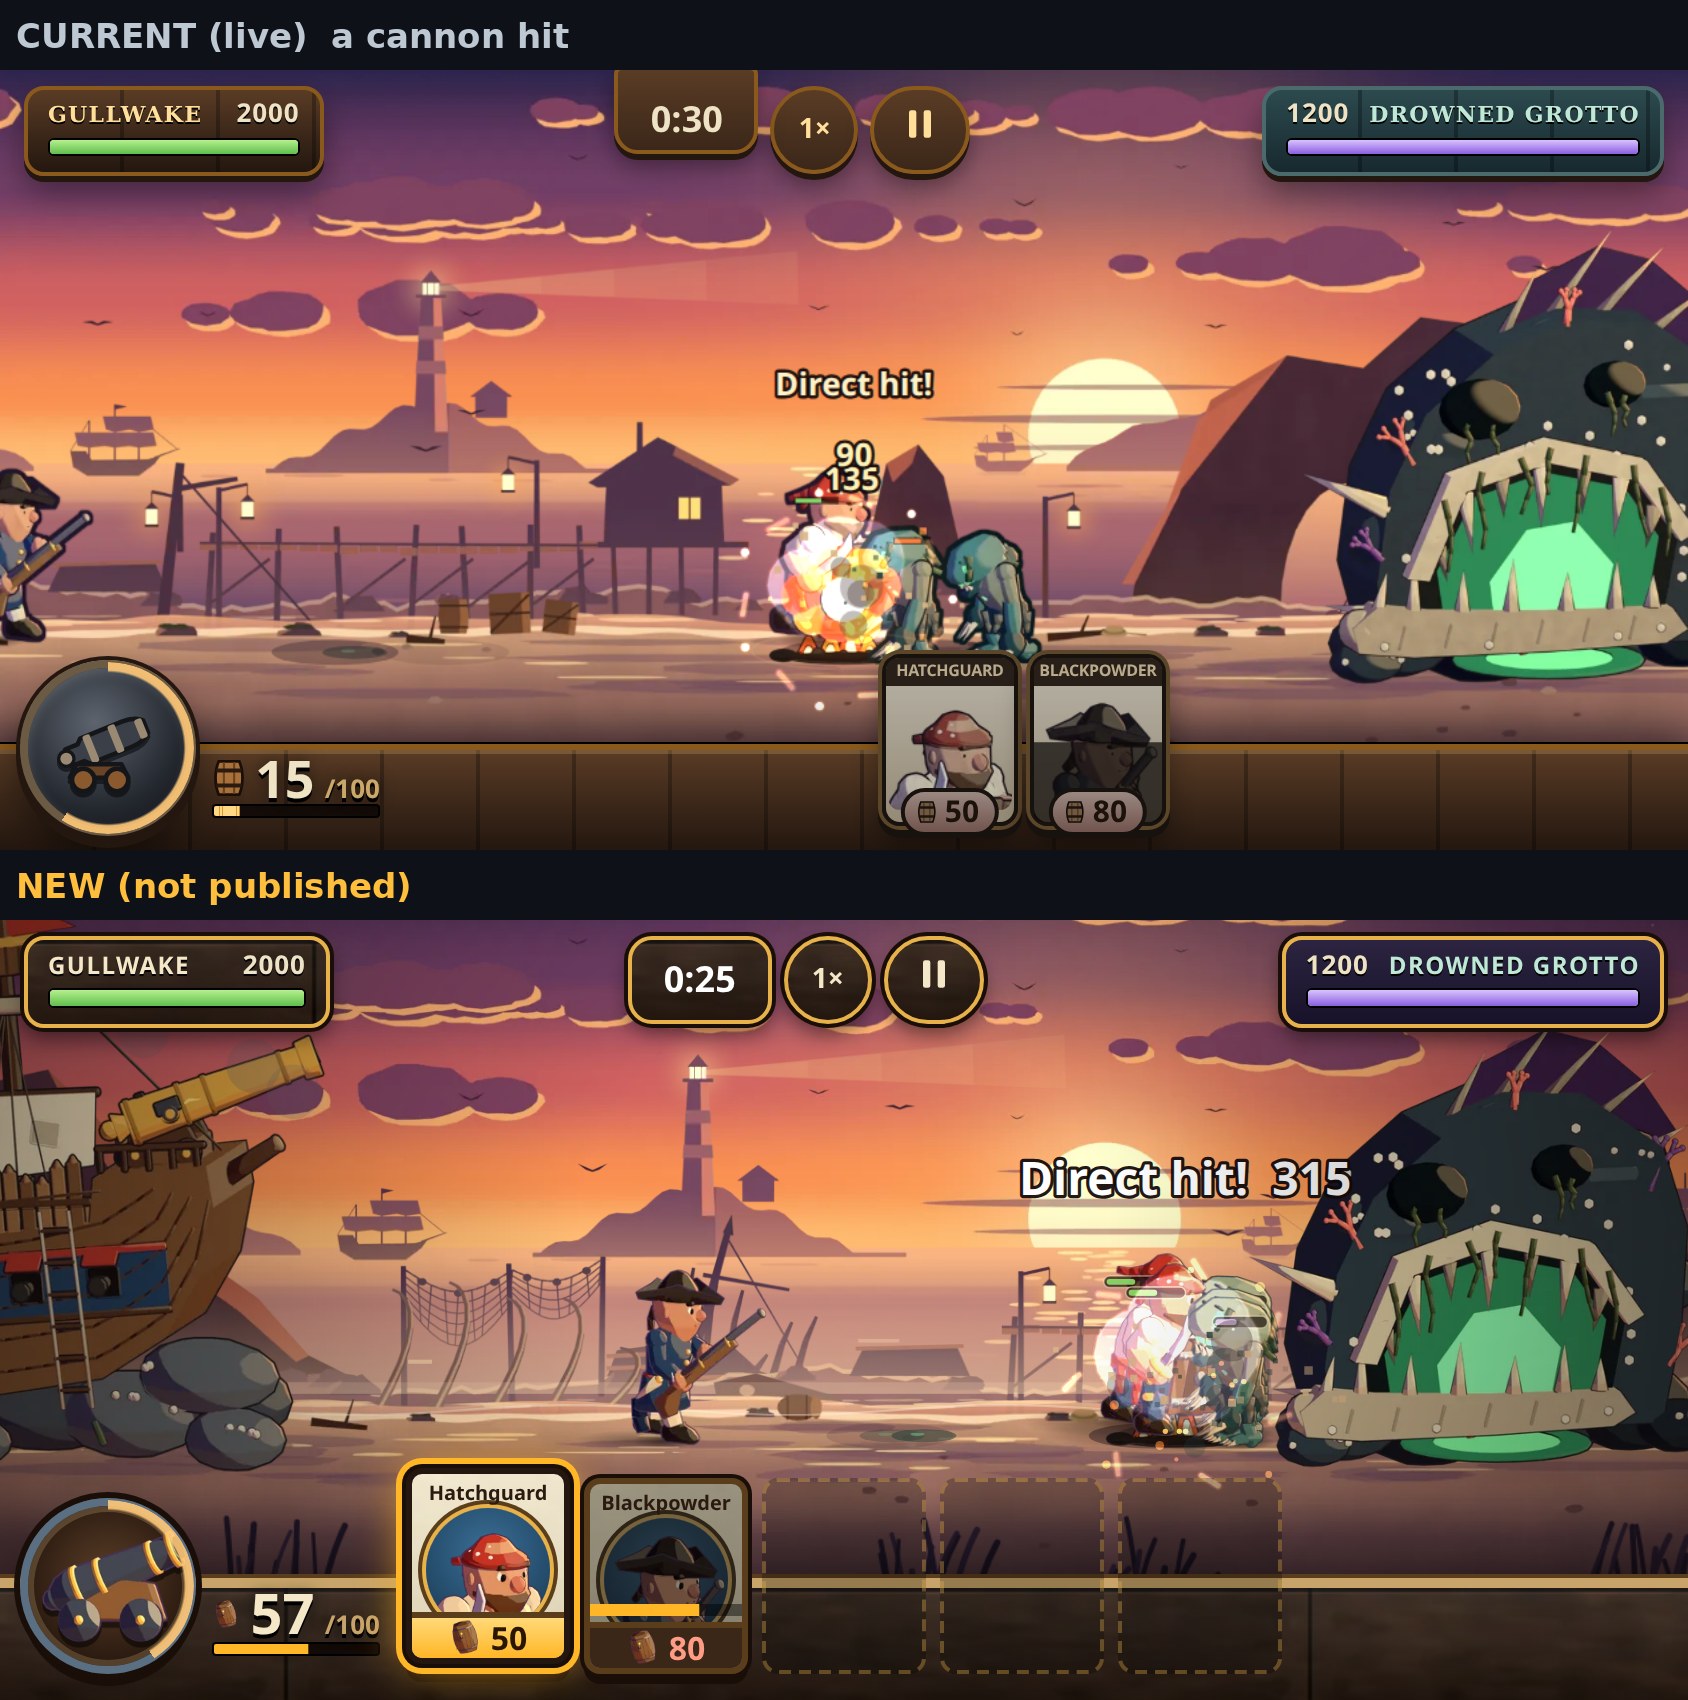 CURRENT (live) a cannon hit
GULLWAKE 2000
0:30
1×
1200 DROWNED GROTTO
Direct hit!
90
135
HATCHGUARD
BLACKPOWDER
15 /100
50
80
NEW (not published)
GULLWAKE 2000
0:25
1×
1200 DROWNED GROTTO
Direct hit! 315
Hatchguard
Blackpowder
57 /100
50
80